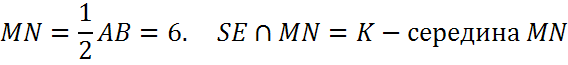 MN = 1/2 AB = 6. SE ∩ MN = K − середина MN